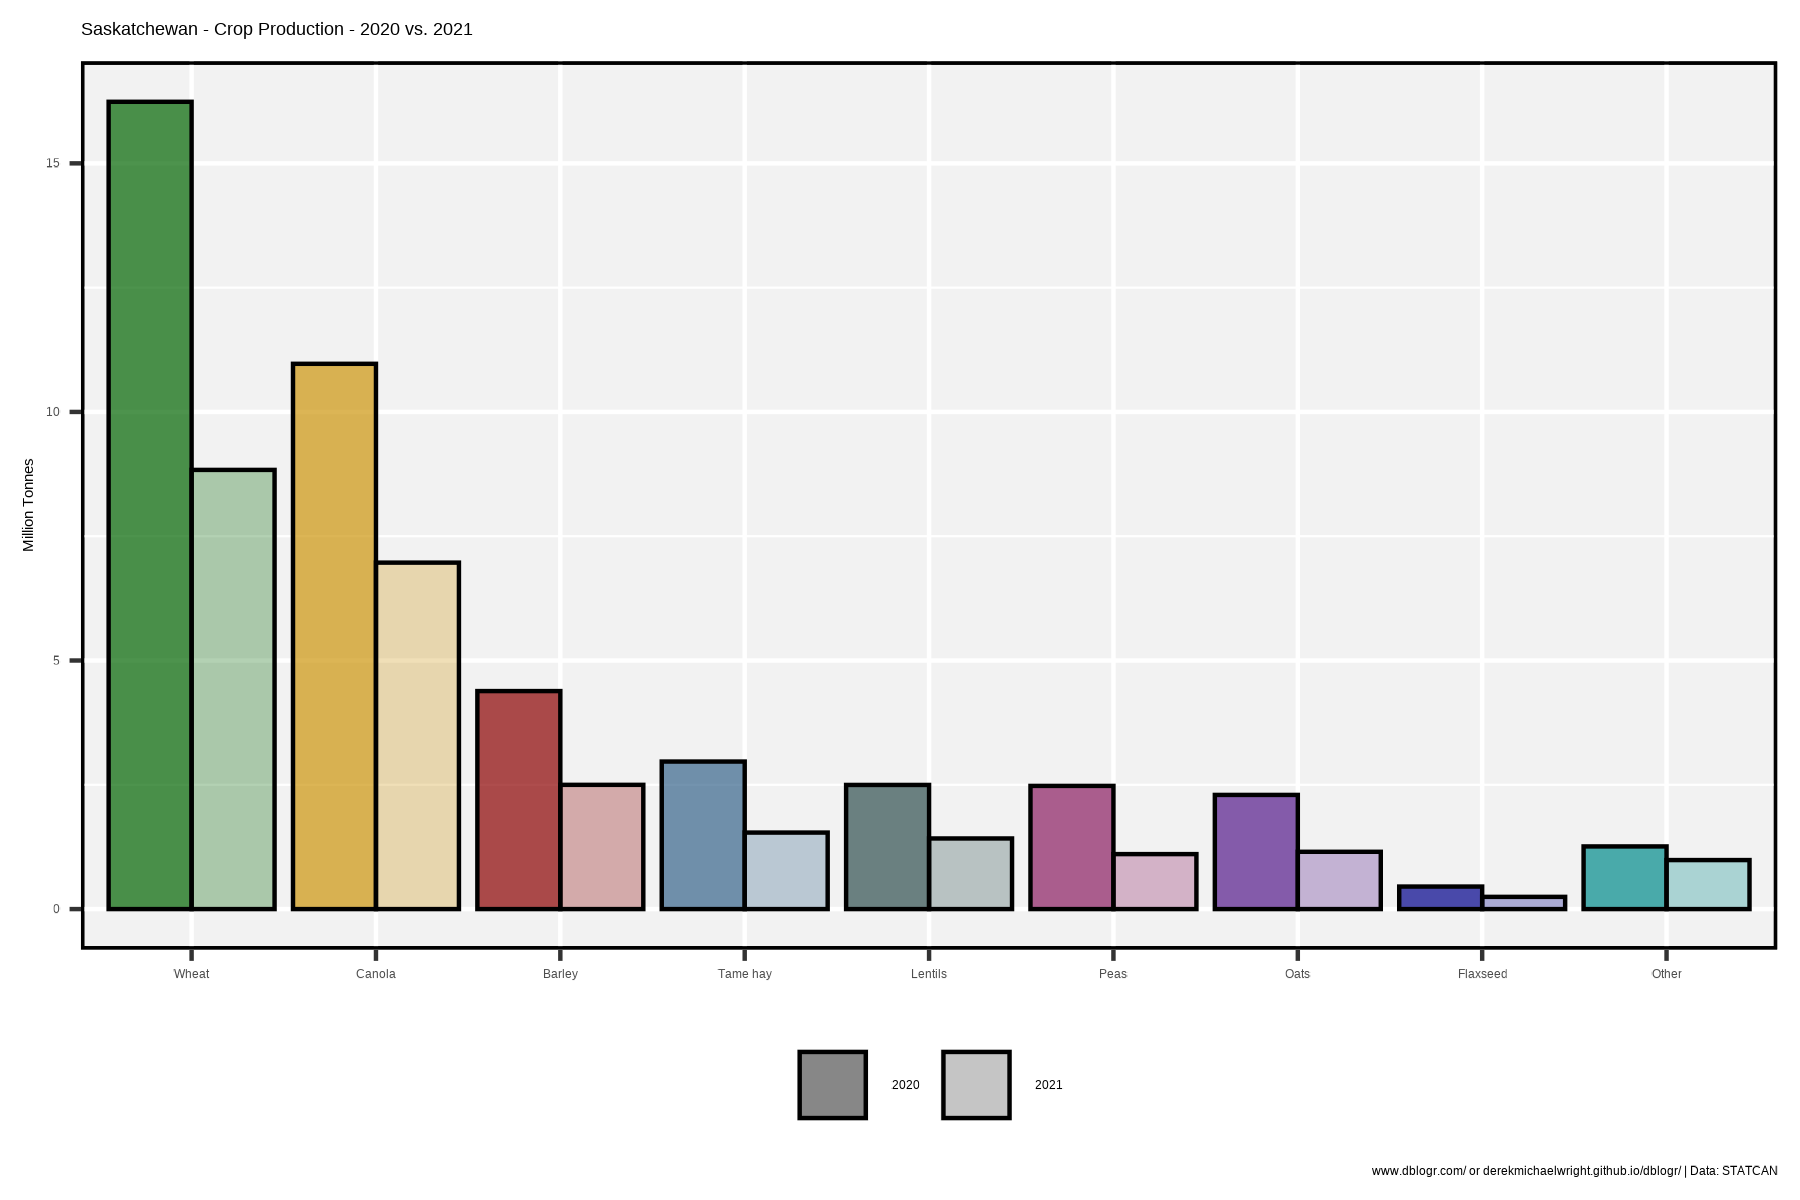 Saskatchewan - Crop Production - 2020 vs. 2021
Million Tonnes
15
10
5
0
Wheat Canola Barley Tame hay Lentils Peas Oats Flaxseed Other
2020 2021
www.dblogr.com/ or derekmichaelwright.github.io/dblogr/ | Data: STATCAN